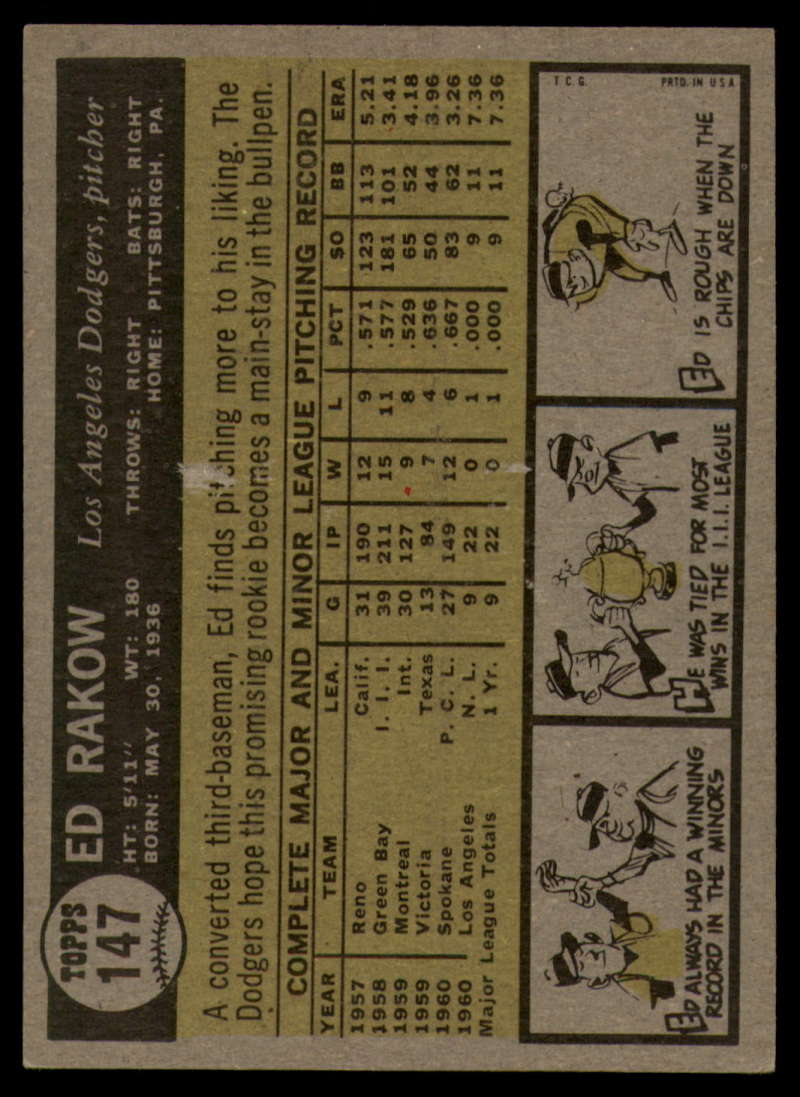 TOPPS
147
ED RAKOW Los Angeles Dodgers, pitcher
HT: 5'11" WT: 180 THROWS: RIGHT BATS: RIGHT
BORN: MAY 30, 1936 HOME: PITTSBURGH, PA.
A converted third-baseman, Ed finds pitching more to his liking. The
Dodgers hope this promising rookie becomes a main-stay in the bullpen.
COMPLETE MAJOR AND MINOR LEAGUE PITCHING RECORD
YEAR TEAM LEA. G IP W L PCT SO BB ERA
1957 Reno Calif. 31 190 12 9 .571 123 113 5.21
1958 Green Bay I. I. I. 39 211 15 11 .577 181 101 3.41
1959 Montreal Int. 30 127 9 8 .529 65 52 4.18
1959 Victoria Texas 13 84 7 4 .636 50 44 3.96
1960 Spokane P. C. L. 27 149 12 6 .667 83 62 3.26
1960 Los Angeles N. L. 9 22 0 1 .000 9 11 7.36
Major League Totals 1 Yr. 9 22 0 1 .000 9 11 7.36
ED ALWAYS HAD A WINNING
RECORD IN THE MINORS
HE WAS TIED FOR MOST
WINS IN THE I.I.I. LEAGUE
T.C.G. PRTD. IN USA
ED IS ROUGH WHEN THE
CHIPS ARE DOWN